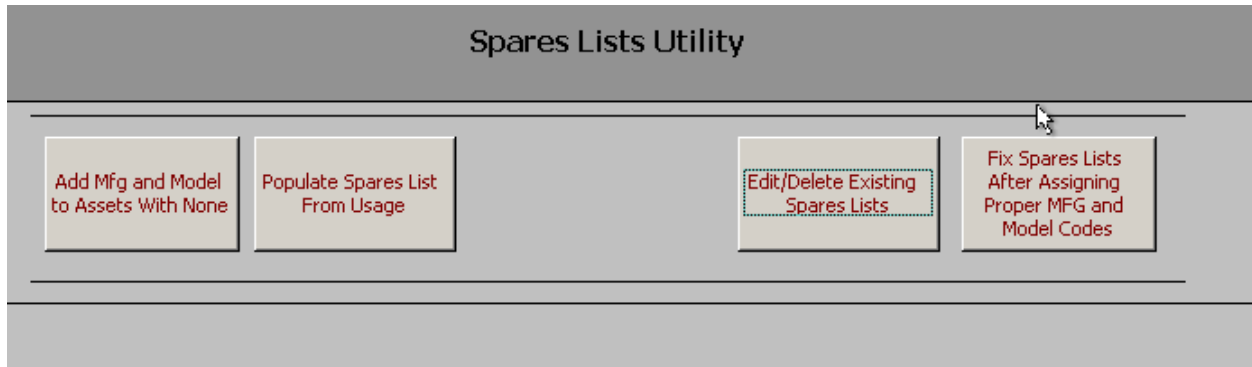 Spares Lists Utility
Add Mfg and Model
to Assets With None
Populate Spares List
From Usage
Edit/Delete Existing
Spares Lists
Fix Spares Lists
After Assigning
Proper MFG and
Model Codes